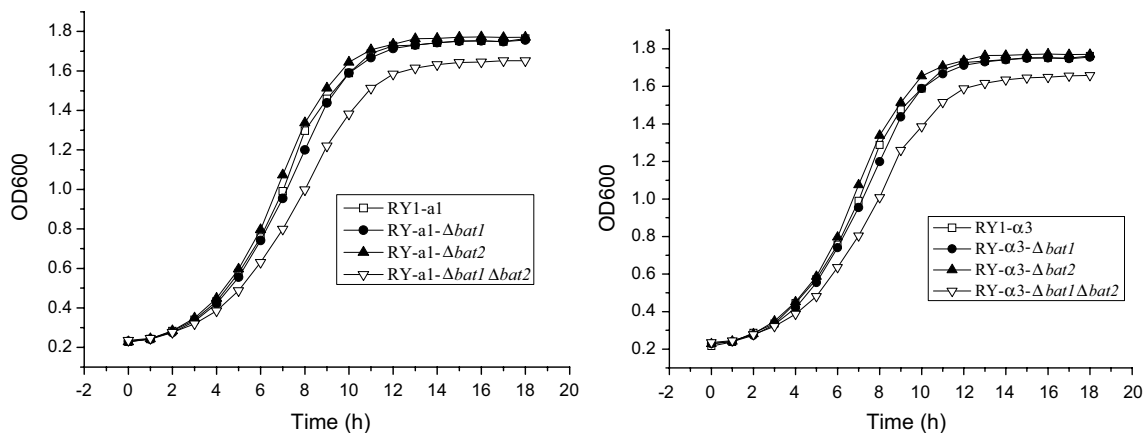 1.8
1.6
1.4
1.2
1.0
0.8
0.6
0.4
0.2
OD600
-2 0 2 4 6 8 10 12 14 16 18 20
Time (h)
RY1-a1
RY-a1-Δbat1
RY-a1-Δbat2
RY-a1-Δbat1 Δbat2
1.8
1.6
1.4
1.2
1.0
0.8
0.6
0.4
0.2
OD600
-2 0 2 4 6 8 10 12 14 16 18 20
Time (h)
RY1-α3
RY-α3-Δbat1
RY-α3-Δbat2
RY-α3-Δbat1Δbat2